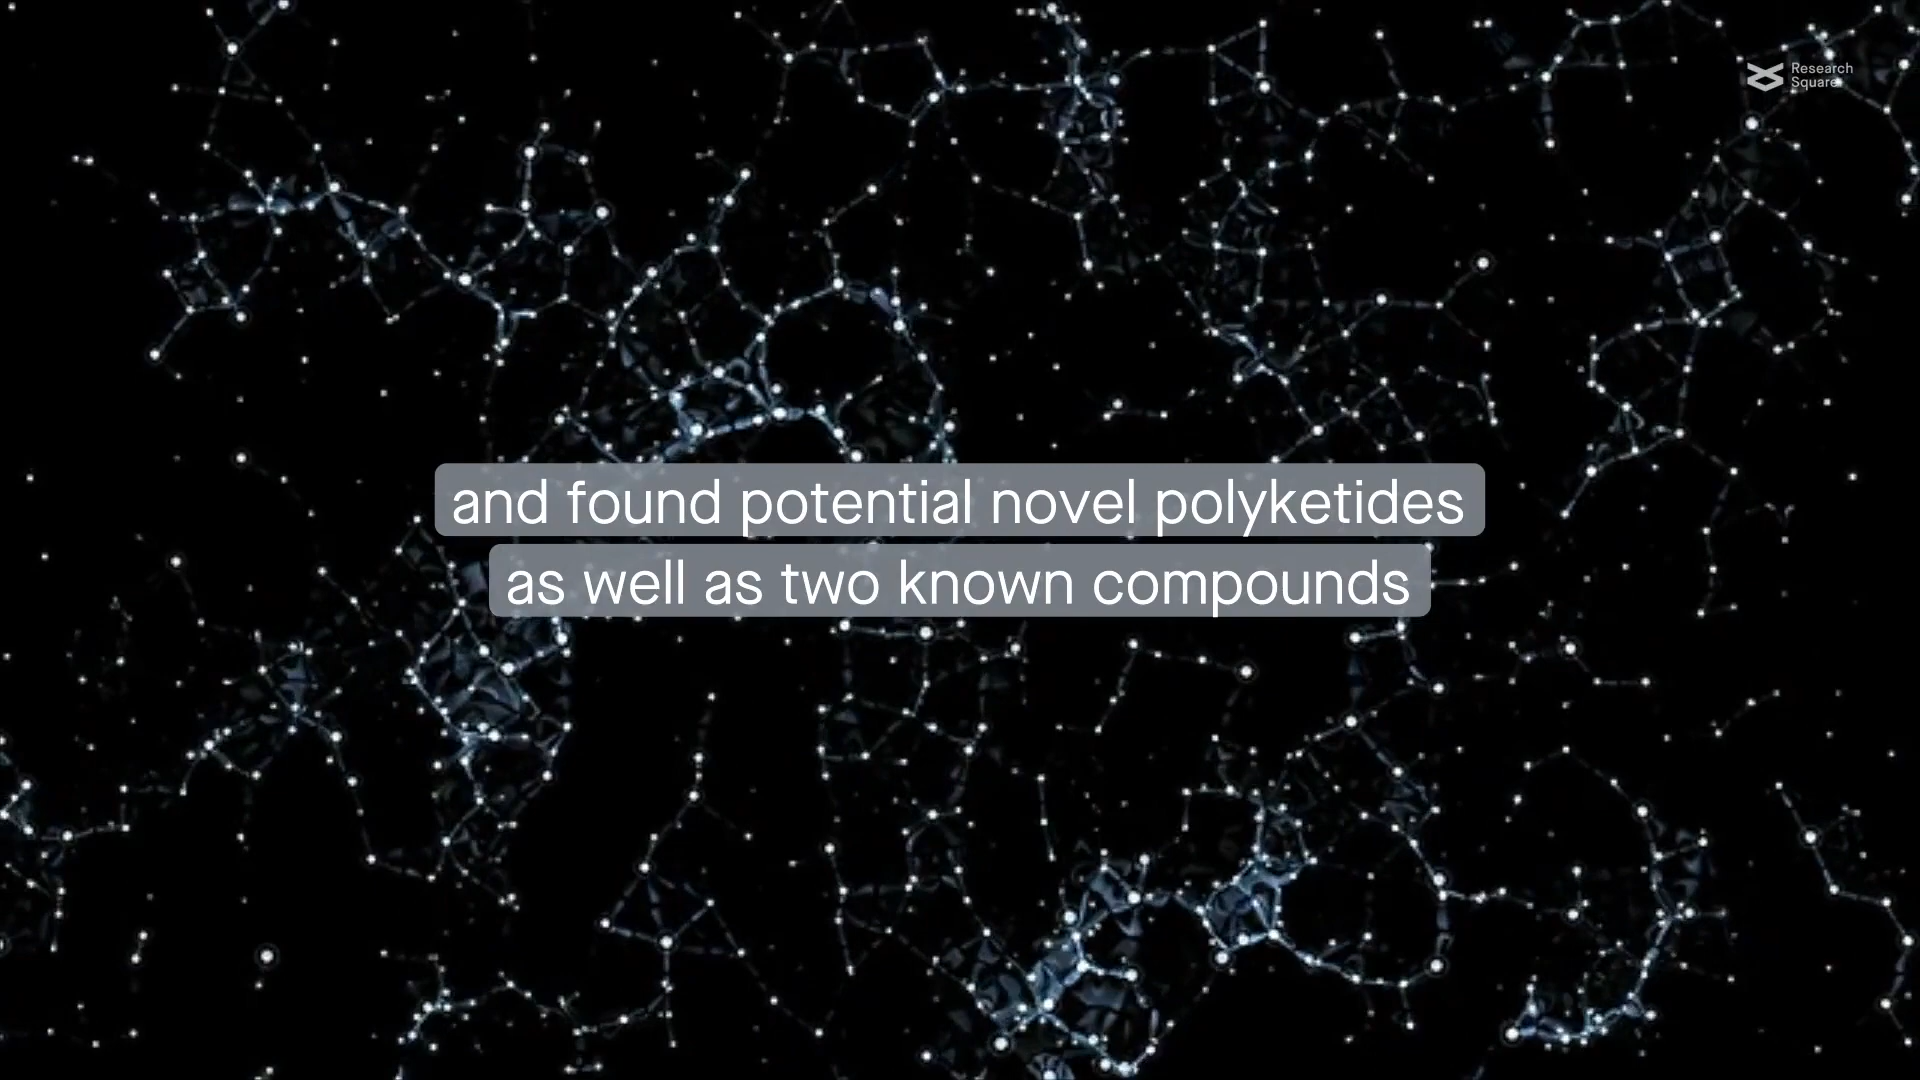 Research
Square
and found potential novel polyketides
as well as two known compounds